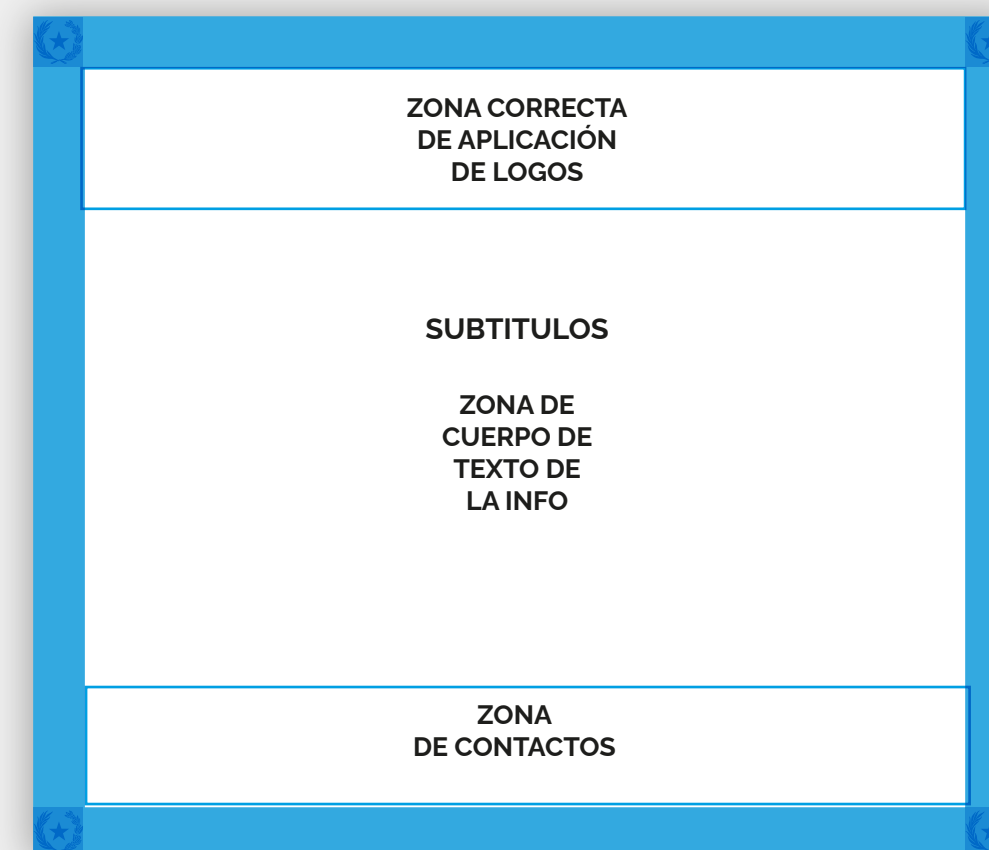 ZONA CORRECTA
DE APLICACIÓN
DE LOGOS
SUBTITULOS
ZONA DE
CUERPO DE
TEXTO DE
LA INFO
ZONA
DE CONTACTOS